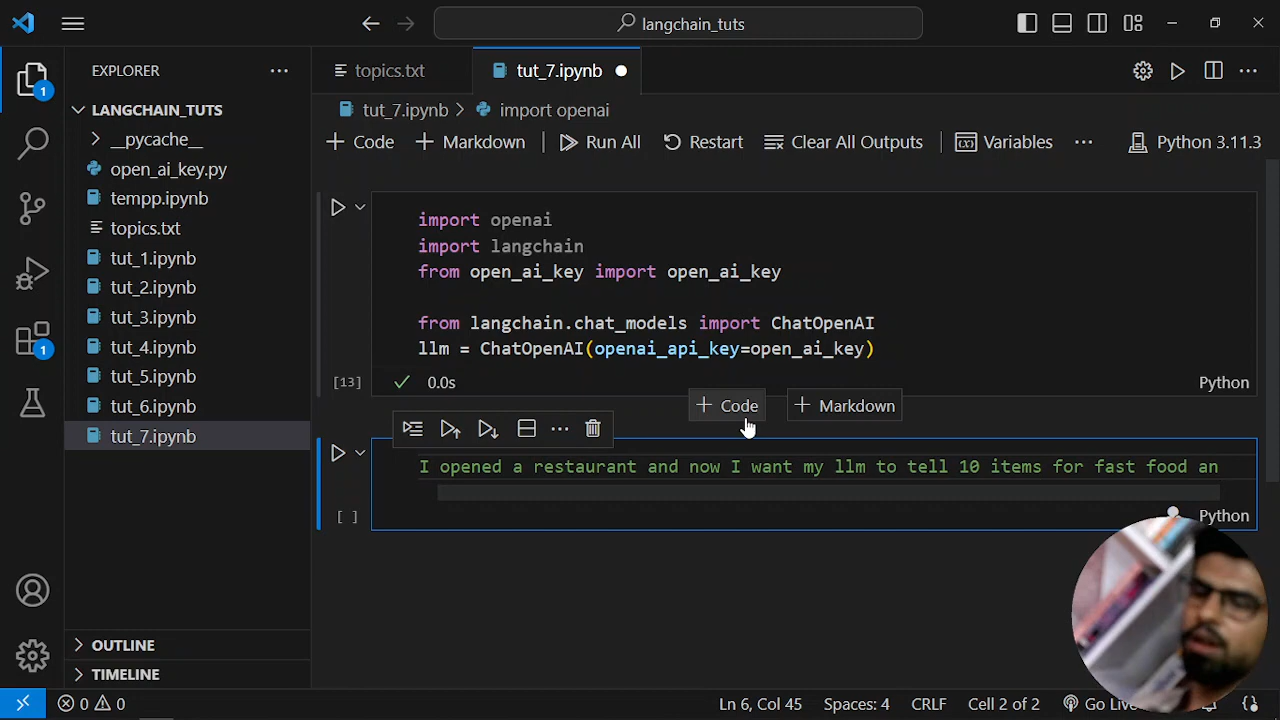 langchain_tuts
EXPLORER
topics.txt
tut_7.ipynb
LANGCHAIN_TUTS
tut_7.ipynb > import openai
__pycache__
open_ai_key.py
tempp.ipynb
topics.txt
tut_1.ipynb
tut_2.ipynb
tut_3.ipynb
tut_4.ipynb
tut_5.ipynb
tut_6.ipynb
tut_7.ipynb
OUTLINE
TIMELINE
1
1
+ Code + Markdown Run All Restart Clear All Outputs Variables ... Python 3.11.3
import openai
import langchain
from open_ai_key import open_ai_key
from langchain.chat_models import ChatOpenAI
llm = ChatOpenAI(openai_api_key=open_ai_key)
[13] 0.0s Python
+ Code + Markdown
I opened a restaurant and now I want my llm to tell 10 items for fast food an
[ ] Python
0 0 Ln 6, Col 45 Spaces: 4 CRLF Cell 2 of 2